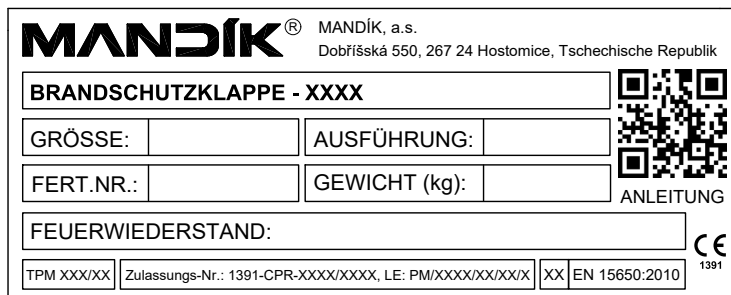 MANDÍK® MANDÍK, a.s.
Dobříšská 550, 267 24 Hostomice, Tschechische Republik
BRANDSCHUTZKLAPPE - XXXX
GRÖSSE: AUSFÜHRUNG:
FERT.NR.: GEWICHT (kg):
ANLEITUNG
FEUERWIEDERSTAND:
CE
1391
TPM XXX/XX Zulassungs-Nr.: 1391-CPR-XXXX/XXXX, LE: PM/XXXX/XX/XX/X XX EN 15650:2010